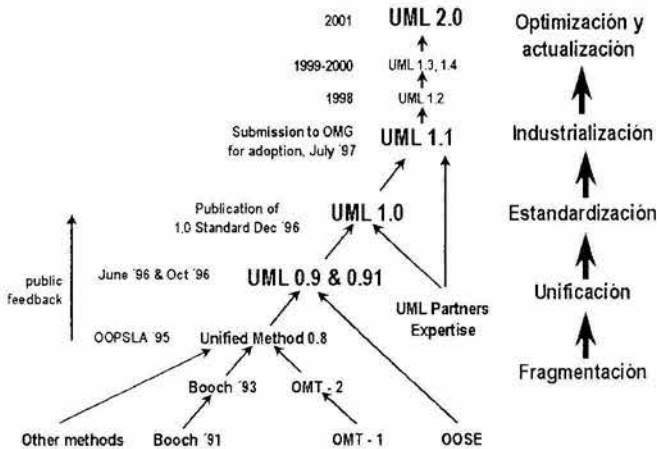 2001 UML 2.0 Optimización y
actualización
1999-2000 UML 1.3, 1.4
1998 UML 1.2
Submission to OMG
for adoption, July ´97 UML 1.1 Industrialización
Publication of
1.0 Standard Dec ´96 UML 1.0 Estandardización
public
feedback
June ´96 & Oct ´96 UML 0.9 & 0.91 Unificación
UML Partners
Expertise
OOPSLA ´95 Unified Method 0.8
Fragmentación
Booch ´93 OMT - 2
Other methods Booch ´91 OMT - 1 OOSE